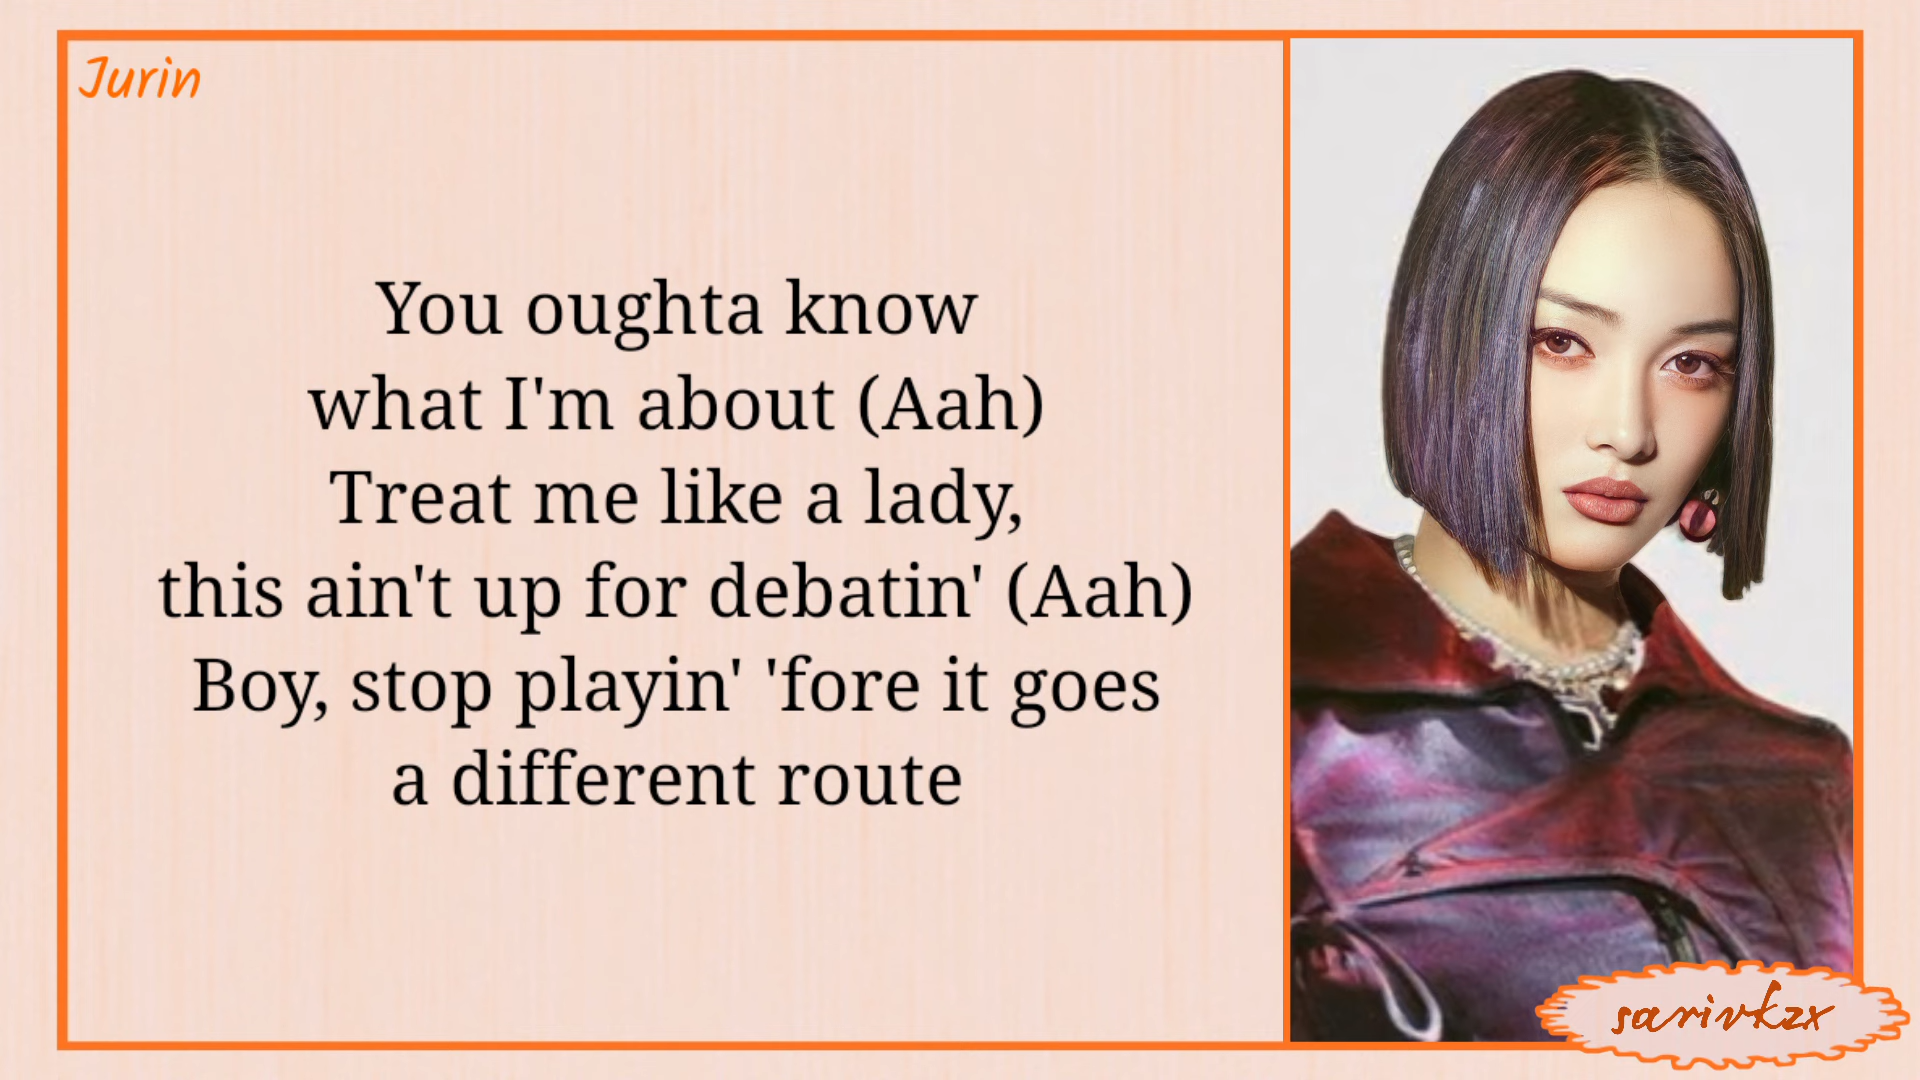 Jurin
You oughta know
what I'm about (Aah)
Treat me like a lady,
this ain't up for debatin' (Aah)
Boy, stop playin' 'fore it goes
a different route
sarivkzx